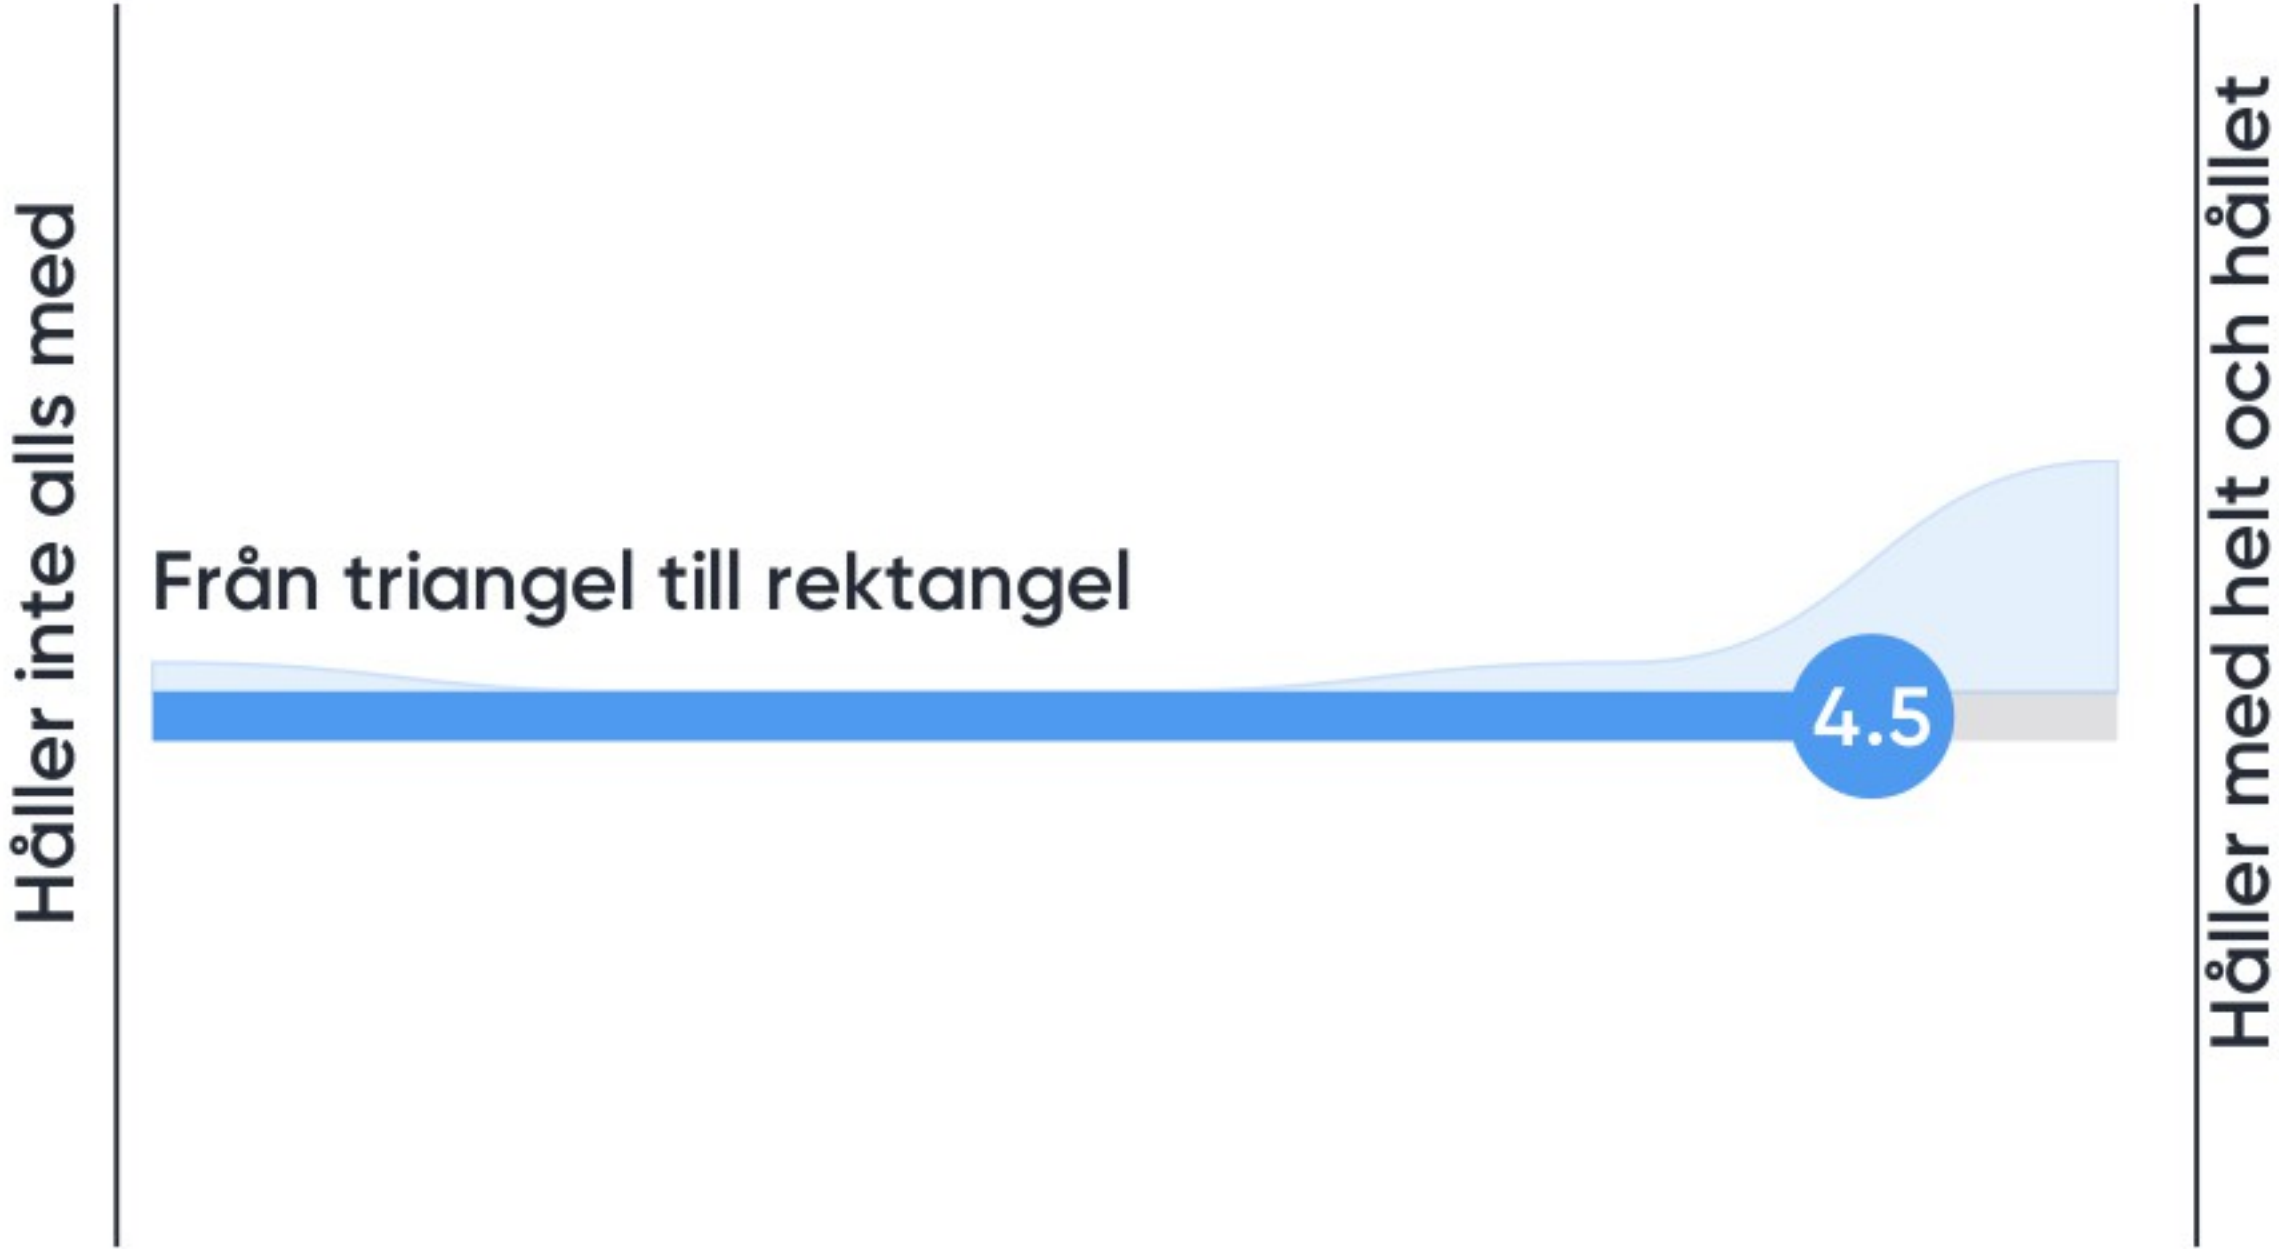 Håller inte alls med
Från triangel till rektangel
4.5
Håller med helt och hållet